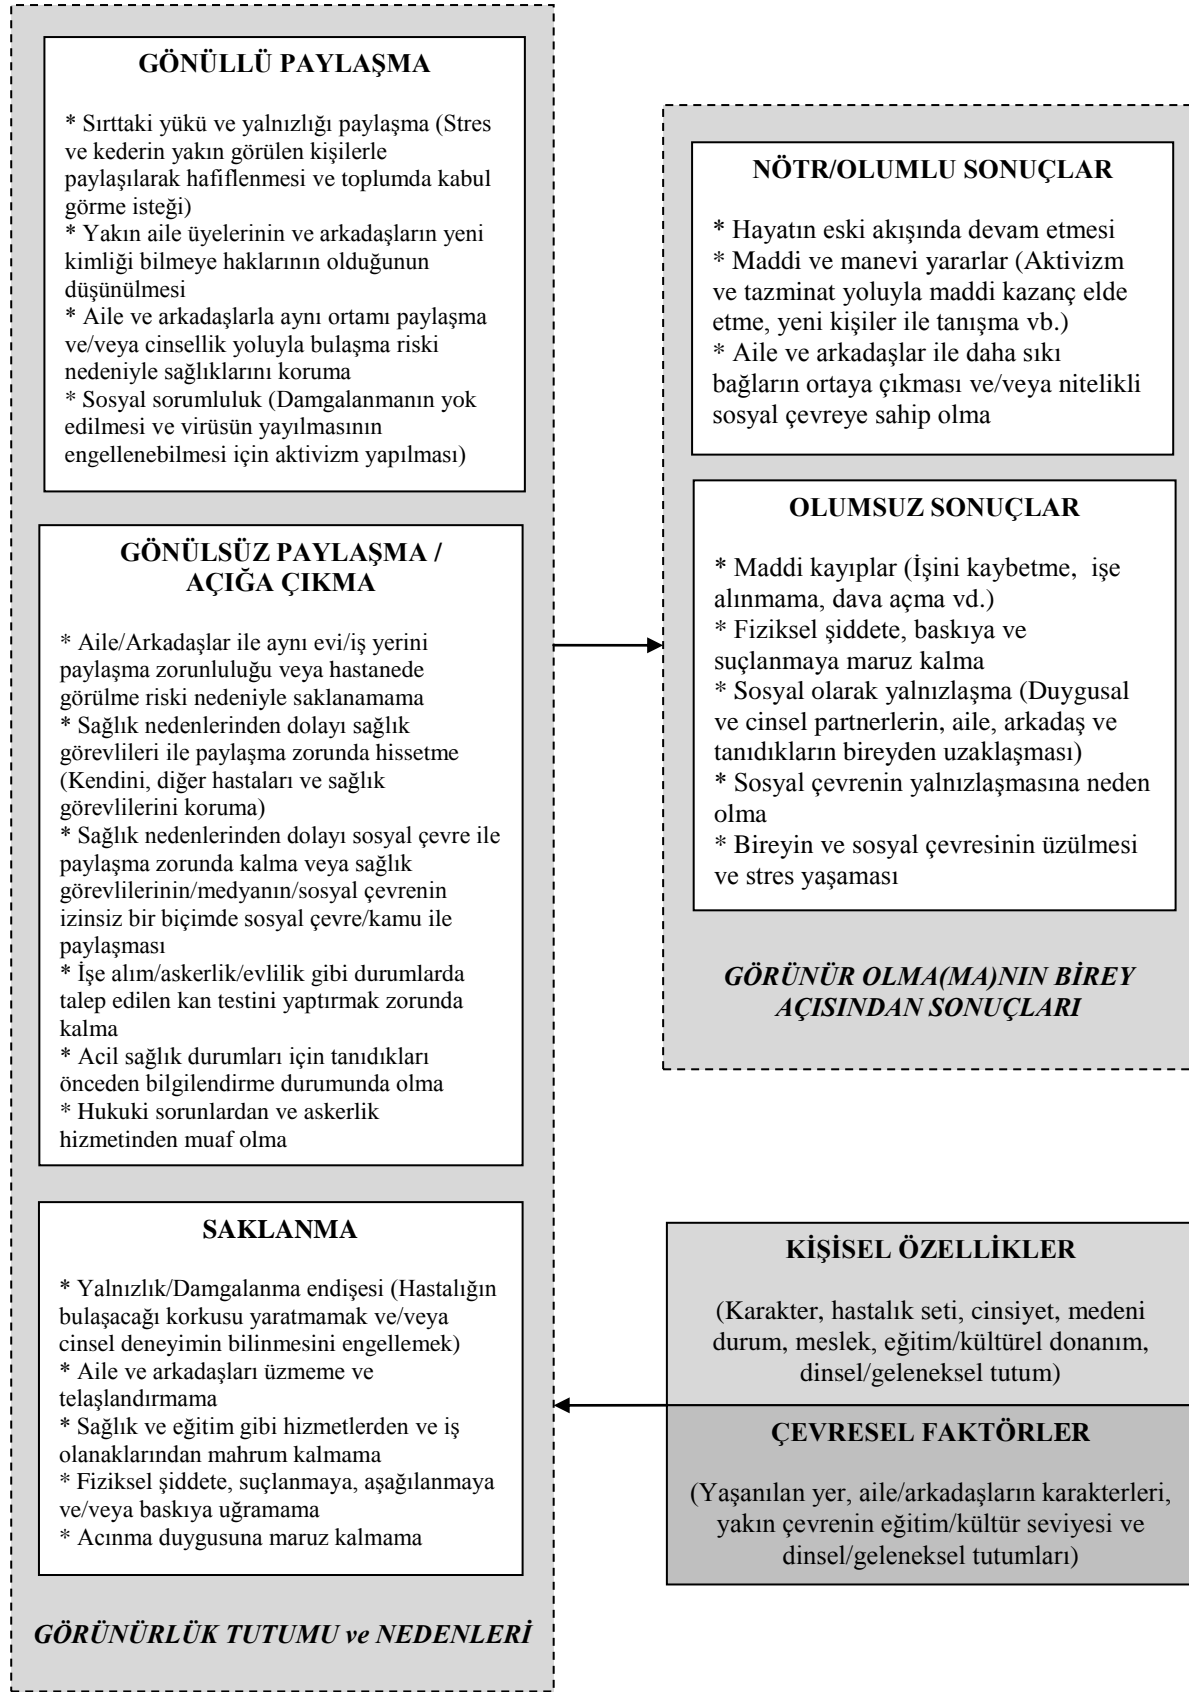 GÖNÜLLÜ PAYLAŞMA
* Sırttaki yükü ve yalnızlığı paylaşma (Stres
ve kederin yakın görülen kişilerle
paylaşılarak hafiflenmesi ve toplumda kabul
görme isteği)
* Yakın aile üyelerinin ve arkadaşların yeni
kimliği bilmeye haklarının olduğunun
düşünülmesi
* Aile ve arkadaşlarla aynı ortamı paylaşma
ve/veya cinsellik yoluyla bulaşma riski
nedeniyle sağlıklarını koruma
* Sosyal sorumluluk (Damgalanmanın yok
edilmesi ve virüsün yayılmasının
engellenebilmesi için aktivizm yapılması)
GÖNÜLSÜZ PAYLAŞMA /
AÇIĞA ÇIKMA
* Aile/Arkadaşlar ile aynı evi/iş yerini
paylaşma zorunluluğu veya hastanede
görülme riski nedeniyle saklanamama
* Sağlık nedenlerinden dolayı sağlık
görevlileri ile paylaşma zorunda hissetme
(Kendini, diğer hastaları ve sağlık
görevlilerini koruma)
* Sağlık nedenlerinden dolayı sosyal çevre ile
paylaşma zorunda kalma veya sağlık
görevlilerinin/medyanın/sosyal çevrenin
izinsiz bir biçimde sosyal çevre/kamu ile
paylaşması
* İşe alım/askerlik/evlilik gibi durumlarda
talep edilen kan testini yaptırmak zorunda
kalma
* Acil sağlık durumları için tanıdıkları
önceden bilgilendirme durumunda olma
* Hukuki sorunlardan ve askerlik
hizmetinden muaf olma
SAKLANMA
* Yalnızlık/Damgalanma endişesi (Hastalığın
bulaşacağı korkusu yaratmamak ve/veya
cinsel deneyimin bilinmesini engellemek)
* Aile ve arkadaşları üzmeme ve
telaşlandırmama
* Sağlık ve eğitim gibi hizmetlerden ve iş
olanaklarından mahrum kalmama
* Fiziksel şiddete, suçlanmaya, aşağılanmaya
ve/veya baskıya uğramama
* Acınma duygusuna maruz kalmama
GÖRÜNÜRLÜK TUTUMU ve NEDENLERİ
NÖTR/OLUMLU SONUÇLAR
* Hayatın eski akışında devam etmesi
* Maddi ve manevi yararlar (Aktivizm
ve tazminat yoluyla maddi kazanç elde
etme, yeni kişiler ile tanışma vb.)
* Aile ve arkadaşlar ile daha sıkı
bağların ortaya çıkması ve/veya nitelikli
sosyal çevreye sahip olma
OLUMSUZ SONUÇLAR
* Maddi kayıplar (İşini kaybetme, işe
alınmama, dava açma vd.)
* Fiziksel şiddete, baskıya ve
suçlanmaya maruz kalma
* Sosyal olarak yalnızlaşma (Duygusal
ve cinsel partnerlerin, aile, arkadaş ve
tanıdıkların bireyden uzaklaşması)
* Sosyal çevrenin yalnızlaşmasına neden
olma
* Bireyin ve sosyal çevresinin üzülmesi
ve stres yaşaması
GÖRÜNÜR OLMA(MA)NIN BİREY
AÇISINDAN SONUÇLARI
KİŞİSEL ÖZELLİKLER
(Karakter, hastalık seti, cinsiyet, medeni
durum, meslek, eğitim/kültürel donanım,
dinsel/geleneksel tutum)
ÇEVRESEL FAKTÖRLER
(Yaşanılan yer, aile/arkadaşların karakterleri,
yakın çevrenin eğitim/kültür seviyesi ve
dinsel/geleneksel tutumları)